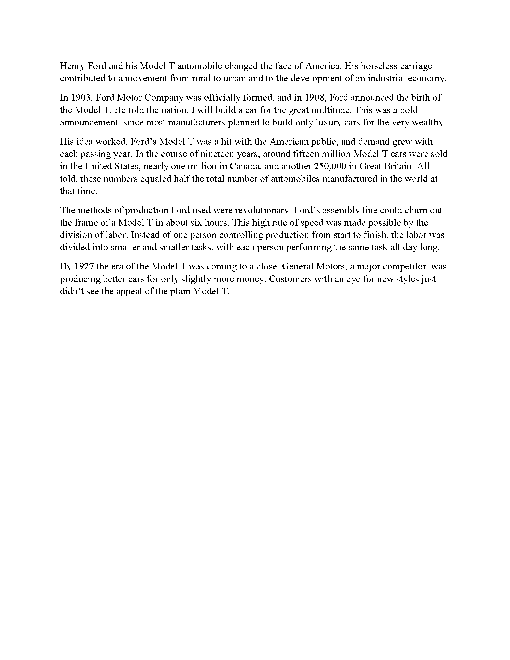 Henry Ford and his Model T automobile changed the face of America. His horseless carriage
contributed to a movement from rural to urban and to the development of an industrial economy.
In 1903, Ford Motor Company was officially formed, and in 1908, Ford announced the birth of
the Model T. He told the nation, I will build a car for the great multitude. This was a bold
announcement, since most manufacturers planned to build only luxury cars for the very wealthy.
His idea worked. Ford's Model T was a hit with the American public, and demand grew with
each passing year. In the course of nineteen years, around fifteen million Model T cars were sold
in the United States, nearly one million in Canada, and another 250,000 in Great Britain. All
told, these numbers equaled half the total number of automobiles manufactured in the world at
that time.
The methods of production Ford used were revolutionary. Ford's assembly line could churn out
the frame of a Model T in about six hours. This high rate of speed was made possible by the
division of labor. Instead of one person controlling production from start to finish, the labor was
divided into smaller and smaller tasks, with each person performing the same task all day long.
By 1927 the era of the Model T was coming to a close. General Motors, a major competitor, was
producing better cars for only slightly more money. Customers with an eye for new styles just
didn't see the appeal of the plain Model T.